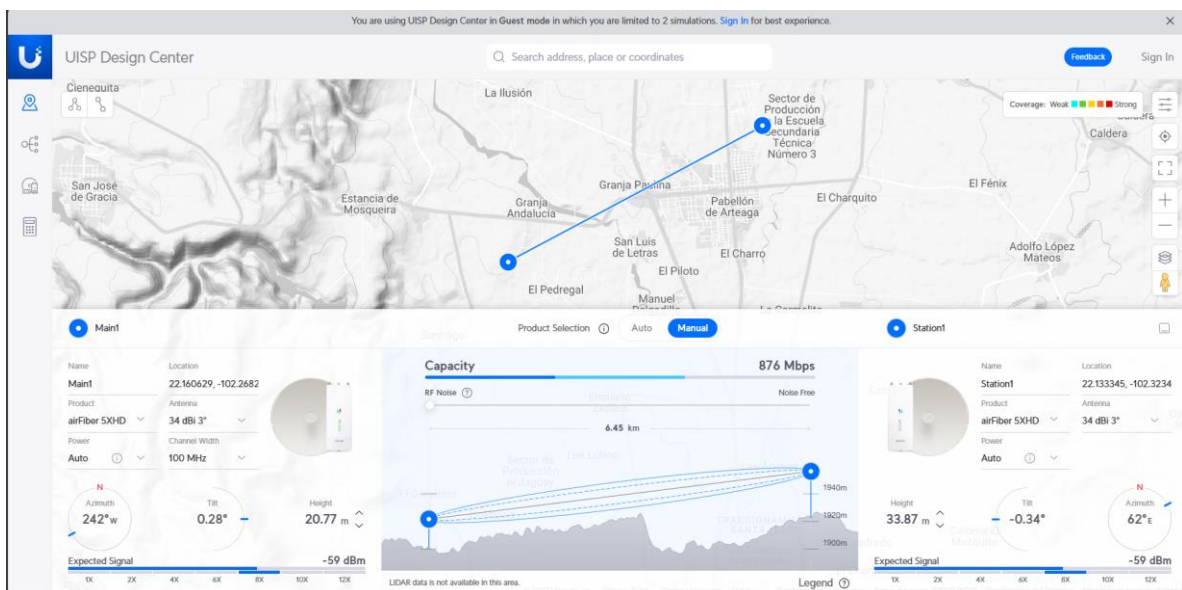 You are using UISP Design Center in Guest mode in which you are limited to 2 simulations. Sign In for best experience.
UISP Design Center
Search address, place or coordinates
Feedback
Sign In
Cieneguita
La Ilusión
Sector de
Producción
la Escuela
Secundaria
Técnica
Número 3
Coverage: Weak Strong
Caldera
San José
de Gracia
Estancia de
Mosqueira
Granja Paulina
Granja
Andalucía
Pabellón
de Arteaga
El Charquito
El Fénix
San Luis
de Letras
El Charro
Adolfo López
Mateos
El Piloto
El Pedregal
Manuel
Main1
Product Selection
Auto
Manual
Station1
Name
Main1
Location
22.160629, -102.2682
Product
airFiber 5XHD
Antenna
34 dBi 3°
Power
Auto
Channel Width
100 MHz
N
Azimuth
242° W
Tilt
0.28°
Height
20.77 m
Expected Signal
-59 dBm
1X 2X 4X 6X 8X 10X 12X
Capacity
876 Mbps
RF Noise
Noise Free
6.45 km
1940m
1920m
1900m
LIDAR data is not available in this area.
Legend
Name
Station1
Location
22.133345, -102.3234
Product
airFiber 5XHD
Antenna
34 dBi 3°
Power
Auto
Height
33.87 m
Tilt
-0.34°
N
Azimuth
62° E
Expected Signal
-59 dBm
1X 2X 4X 6X 8X 10X 12X